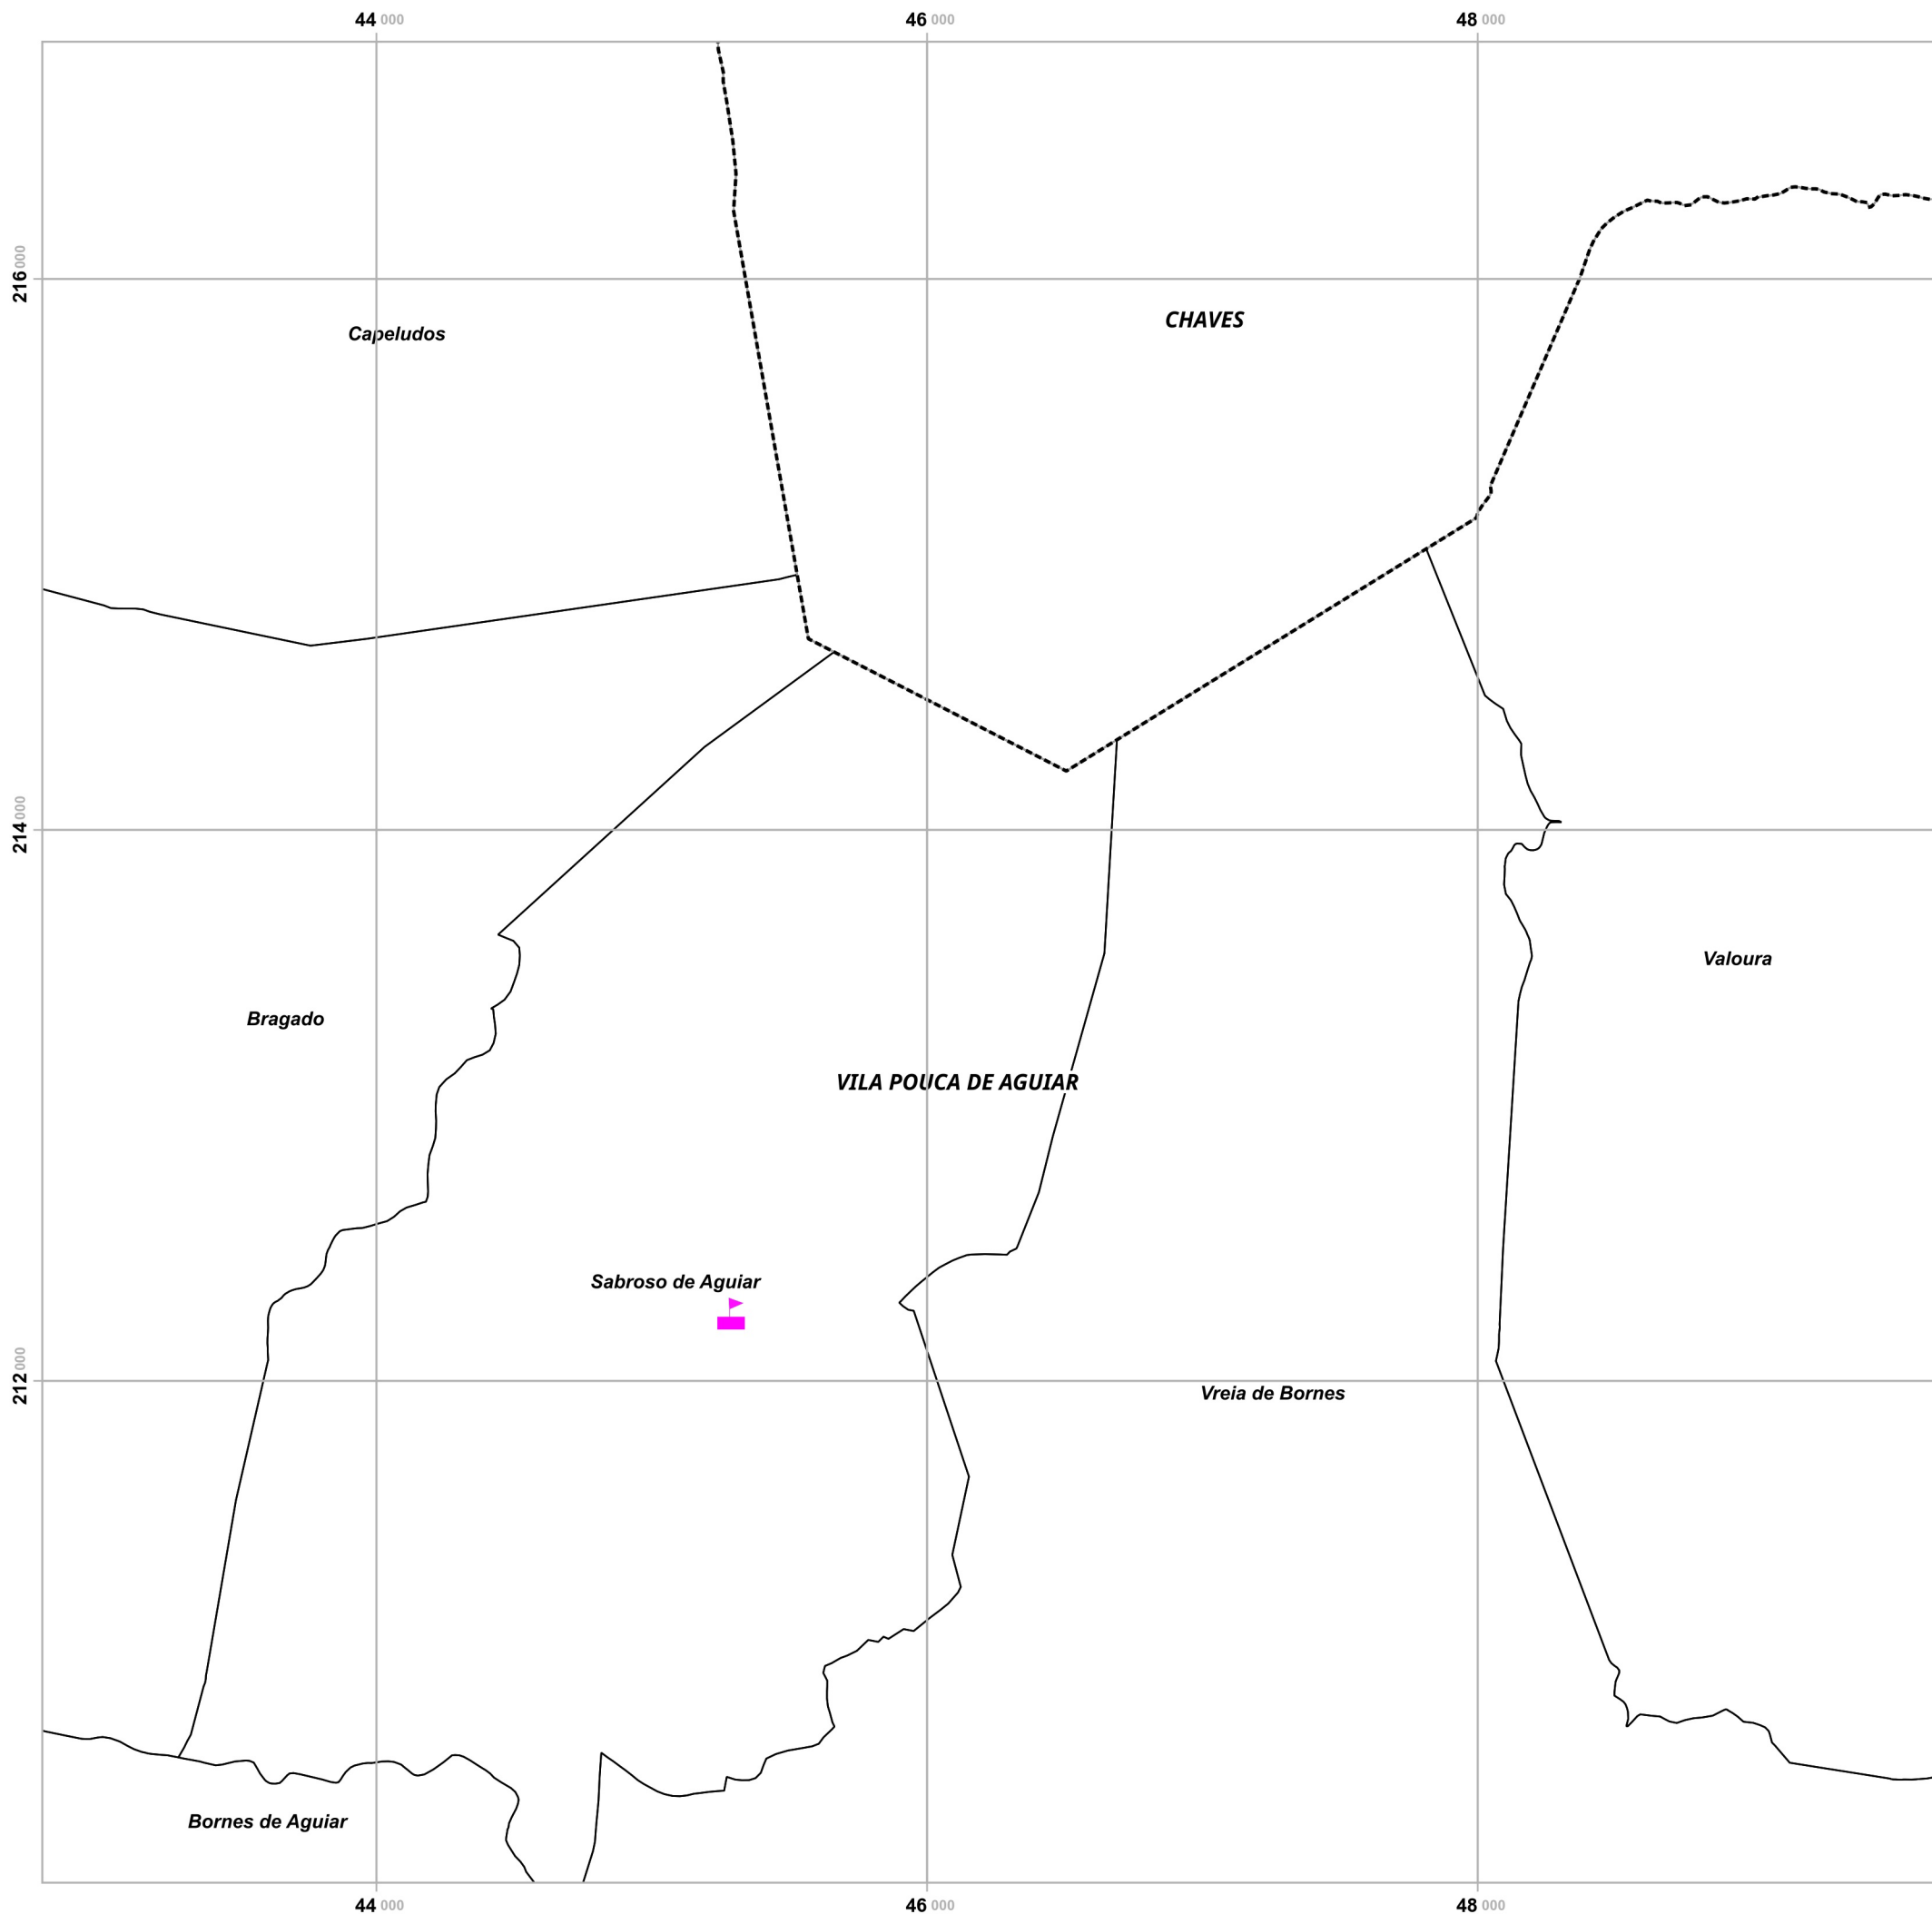 44 000 46 000 48 000
216 000
CHAVES
Capeludos
214 000
Valoura
Bragado
VILA POUCA DE AGUIAR
Sabroso de Aguiar
212 000
Vreia de Bornes
Bornes de Aguiar
44 000 46 000 48 000